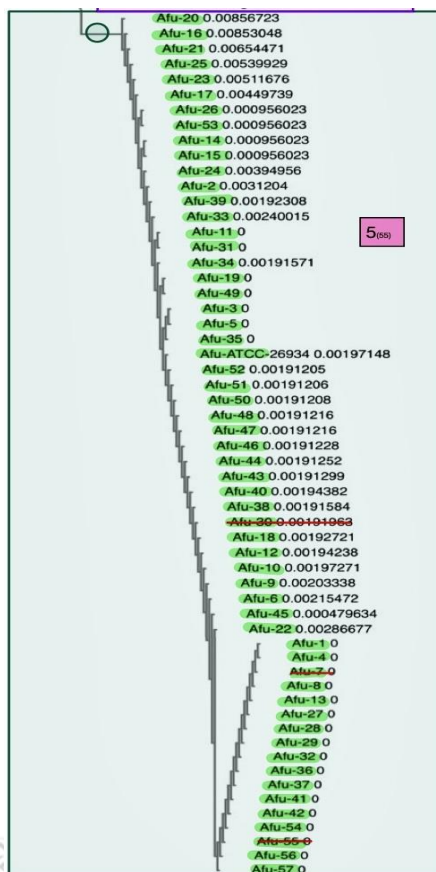 Afu-20 0.00856723
Afu-16 0.00853048
Afu-21 0.00654471
Afu-25 0.00539929
Afu-23 0.00511676
Afu-17 0.00449739
Afu-26 0.000956023
Afu-53 0.000956023
Afu-14 0.000956023
Afu-15 0.000956023
Afu-24 0.00394956
Afu-2 0.0031204
Afu-39 0.00192308
Afu-33 0.00240015
5(55)
Afu-11 0
Afu-31 0
Afu-34 0.00191571
Afu-19 0
Afu-49 0
Afu-3 0
Afu-5 0
Afu-35 0
Afu-ATCC-26934 0.00197148
Afu-52 0.00191205
Afu-51 0.00191206
Afu-50 0.00191208
Afu-48 0.00191216
Afu-47 0.00191216
Afu-46 0.00191228
Afu-44 0.00191252
Afu-43 0.00191299
Afu-40 0.00194382
Afu-38 0.00191584
Afu-30 0.00191963
Afu-18 0.00192721
Afu-12 0.00194238
Afu-10 0.00197271
Afu-9 0.00203338
Afu-6 0.00215472
Afu-45 0.000479634
Afu-22 0.00286677
Afu-1 0
Afu-4 0
Afu-7 0
Afu-8 0
Afu-13 0
Afu-27 0
Afu-28 0
Afu-29 0
Afu-32 0
Afu-36 0
Afu-37 0
Afu-41 0
Afu-42 0
Afu-54 0
Afu-55 0
Afu-56 0
Afu-57 0